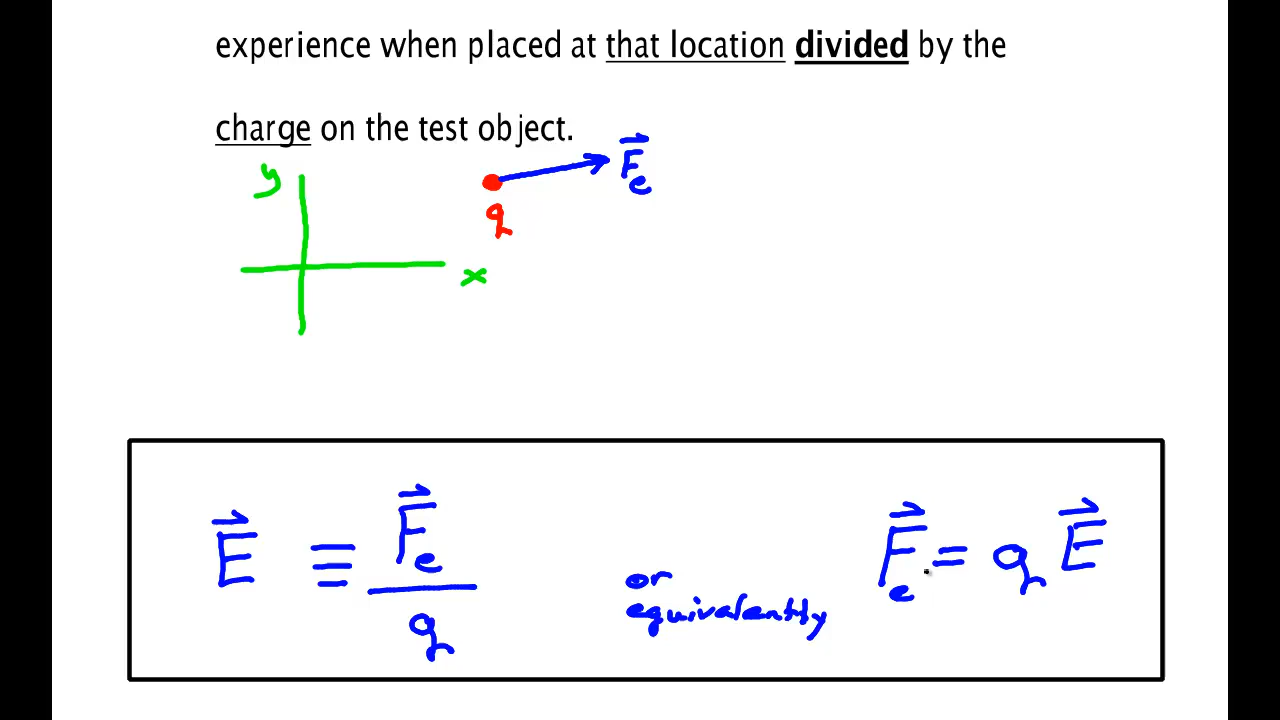 experience when placed at that location divided by the
charge on the test object.
y
F⃗e
q
x
E⃗ ≡ F⃗e / q
or
equivalently
F⃗e = q E⃗